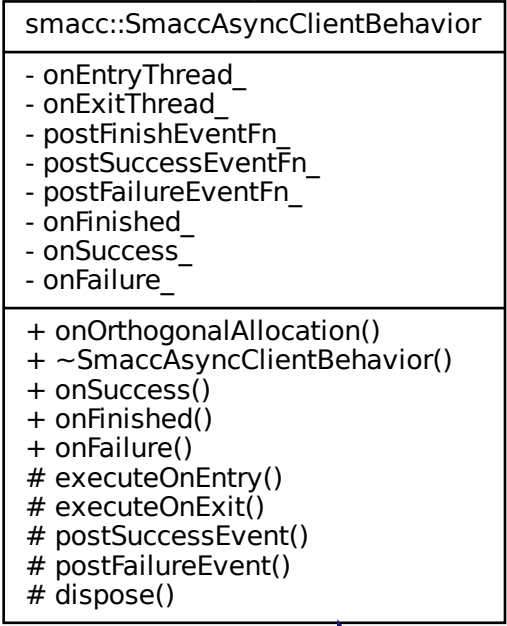 smacc::SmaccAsyncClientBehavior
- onEntryThread_
- onExitThread_
- postFinishEventFn_
- postSuccessEventFn_
- postFailureEventFn_
- onFinished_
- onSuccess_
- onFailure_
+ onOrthogonalAllocation()
+ ~SmaccAsyncClientBehavior()
+ onSuccess()
+ onFinished()
+ onFailure()
# executeOnEntry()
# executeOnExit()
# postSuccessEvent()
# postFailureEvent()
# dispose()